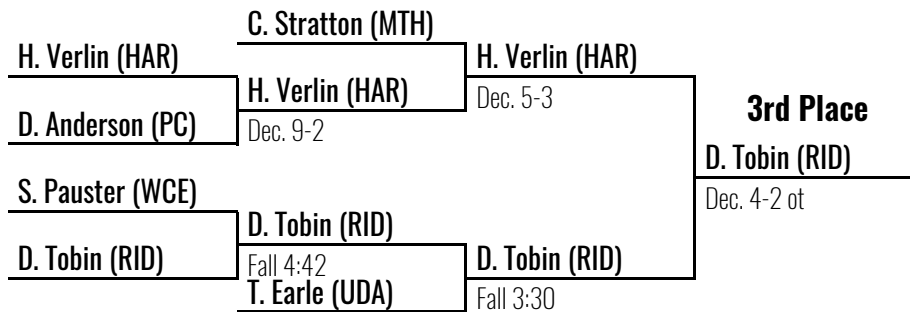 C. Stratton (MTH)
H. Verlin (HAR)
H. Verlin (HAR)
H. Verlin (HAR)
Dec. 5-3
D. Anderson (PC)
Dec. 9-2
3rd Place
D. Tobin (RID)
Dec. 4-2 ot
S. Pauster (WCE)
D. Tobin (RID)
D. Tobin (RID)
Fall 4:42
D. Tobin (RID)
T. Earle (UDA)
Fall 3:30